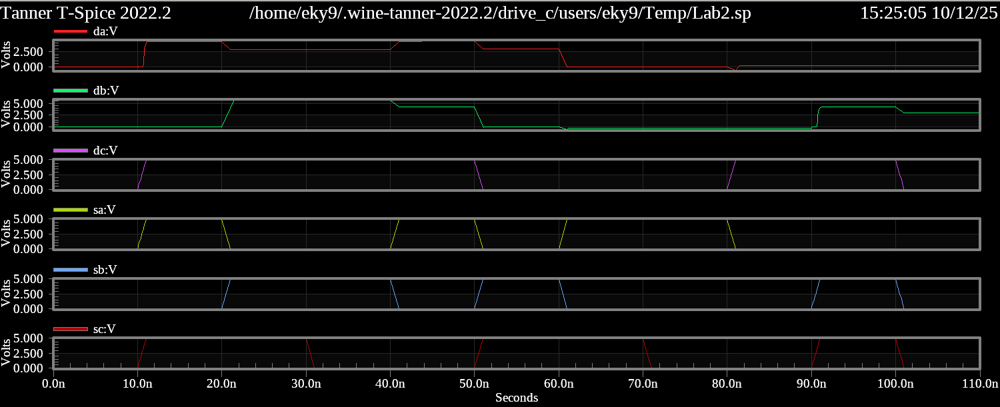 Tanner T-Spice 2022.2 /home/eky9/.wine-tanner-2022.2/drive_c/users/eky9/Temp/Lab2.sp 15:25:05 10/12/25
da:V
Volts
2.500
0.000
db:V
Volts
5.000
2.500
0.000
dc:V
Volts
5.000
2.500
0.000
sa:V
Volts
5.000
2.500
0.000
sb:V
Volts
5.000
2.500
0.000
sc:V
Volts
5.000
2.500
0.000
0.0n 10.0n 20.0n 30.0n 40.0n 50.0n 60.0n 70.0n 80.0n 90.0n 100.0n 110.0n
Seconds